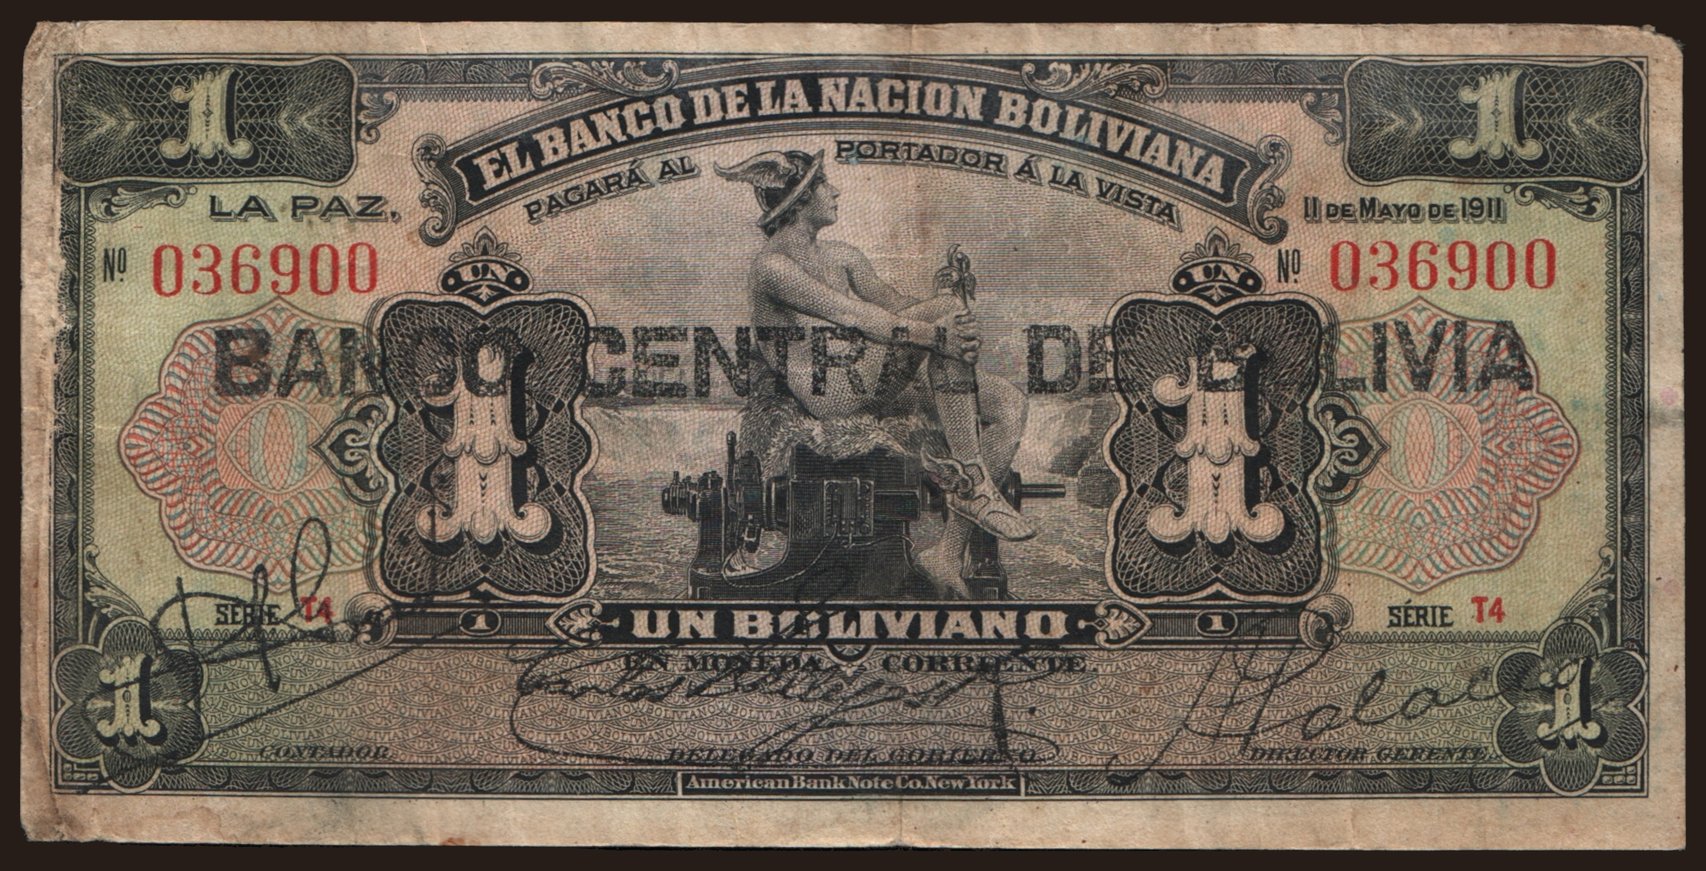 1 1
EL BANCO DE LA NACION BOLIVIANA
PAGARÁ AL PORTADOR Á LA VISTA
LA PAZ, 11 DE MAYO DE 1911
Nº 036900 Nº 036900
UN UN
BANCO CENTRAL DE BOLIVIA
1 1
SÉRIE T4 SÉRIE T4
1 UN BOLIVIANO 1
EN MONEDA CORRIENTE.
1 1
CONTADOR DELEGADO DEL GOBIERNO. DIRECTOR GERENTE
American Bank Note Co. New York